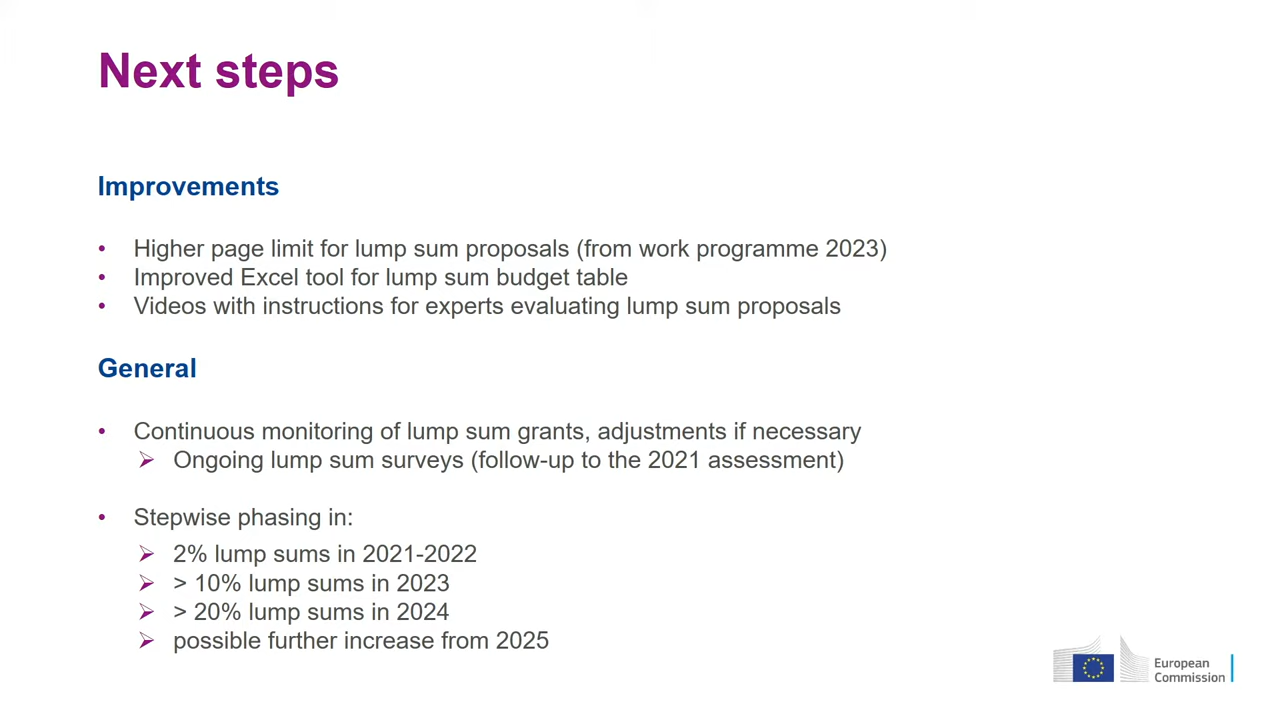 Next steps
Improvements
• Higher page limit for lump sum proposals (from work programme 2023)
• Improved Excel tool for lump sum budget table
• Videos with instructions for experts evaluating lump sum proposals
General
• Continuous monitoring of lump sum grants, adjustments if necessary
➢ Ongoing lump sum surveys (follow-up to the 2021 assessment)
• Stepwise phasing in:
➢ 2% lump sums in 2021-2022
➢ > 10% lump sums in 2023
➢ > 20% lump sums in 2024
➢ possible further increase from 2025
European
Commission